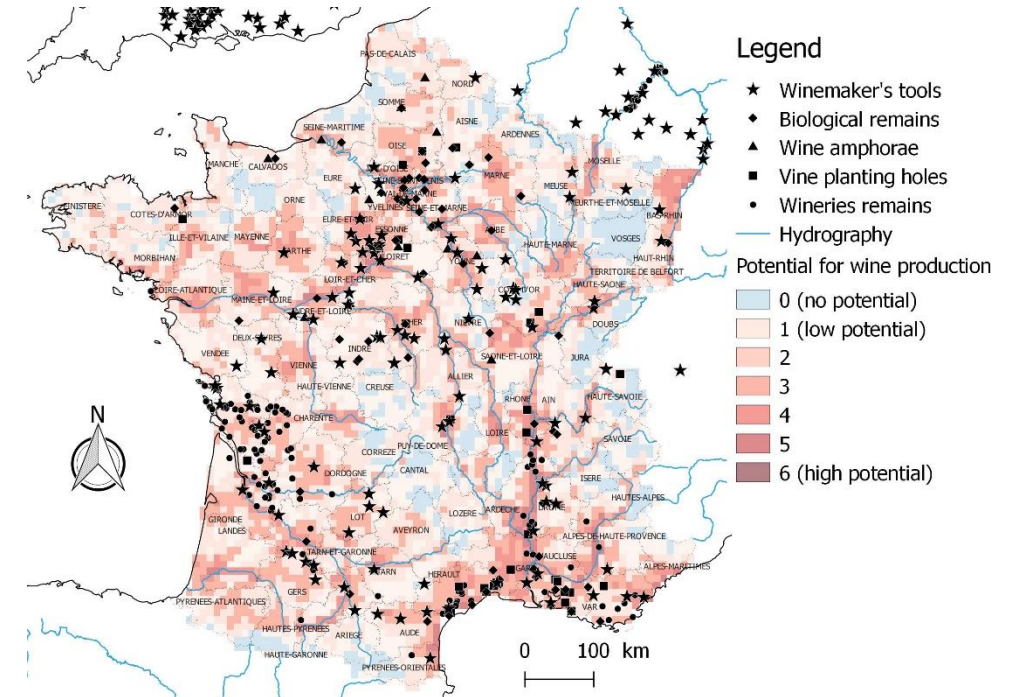 PAS-DE-CALAIS
NORD
SOMME
AISNE
SEINE-MARITIME
ARDENNES
OISE
MANCHE
CALVADOS
MOSELLE
EURE
MARNE
MEUSE
ORNE
YVELINES
SEINE-ET-MARNE
MEURTHE-ET-MOSELLE
FINISTERE
COTES-D'ARMOR
EURE-ET-LOIR
ESSONNE
AUBE
BAS-RHIN
ILLE-ET-VILAINE
MAYENNE
SARTHE
LOIRET
HAUTE-MARNE
VOSGES
HAUT-RHIN
MORBIHAN
YONNE
TERRITOIRE DE BELFORT
LOIR-ET-CHER
HAUTE-SAONE
LOIRE-ATLANTIQUE
MAINE-ET-LOIRE
COTE-D'OR
INDRE-ET-LOIRE
CHER
NIEVRE
DOUBS
DEUX-SEVRES
INDRE
VENDEE
SAONE-ET-LOIRE
JURA
VIENNE
ALLIER
HAUTE-VIENNE
CREUSE
RHONE
AIN
HAUTE-SAVOIE
CHARENTE
LOIRE
PUY-DE-DOME
SAVOIE
CORREZE
DORDOGNE
CANTAL
ISERE
HAUTES-ALPES
LOZERE
ARDECHE
DROME
GIRONDE
LOT
LANDES
AVEYRON
ALPES-DE-HAUTE-PROVENCE
TARN-ET-GARONNE
VAUCLUSE
GARD
ALPES-MARITIMES
TARN
HERAULT
GERS
VAR
PYRENEES-ATLANTIQUES
HAUTES-PYRENEES
AUDE
ARIEGE
HAUTE-GARONNE
PYRENEES-ORIENTALES
N
0 100 km
Legend
Winemaker's tools
Biological remains
Wine amphorae
Vine planting holes
Wineries remains
Hydrography
Potential for wine production
0 (no potential)
1 (low potential)
2
3
4
5
6 (high potential)